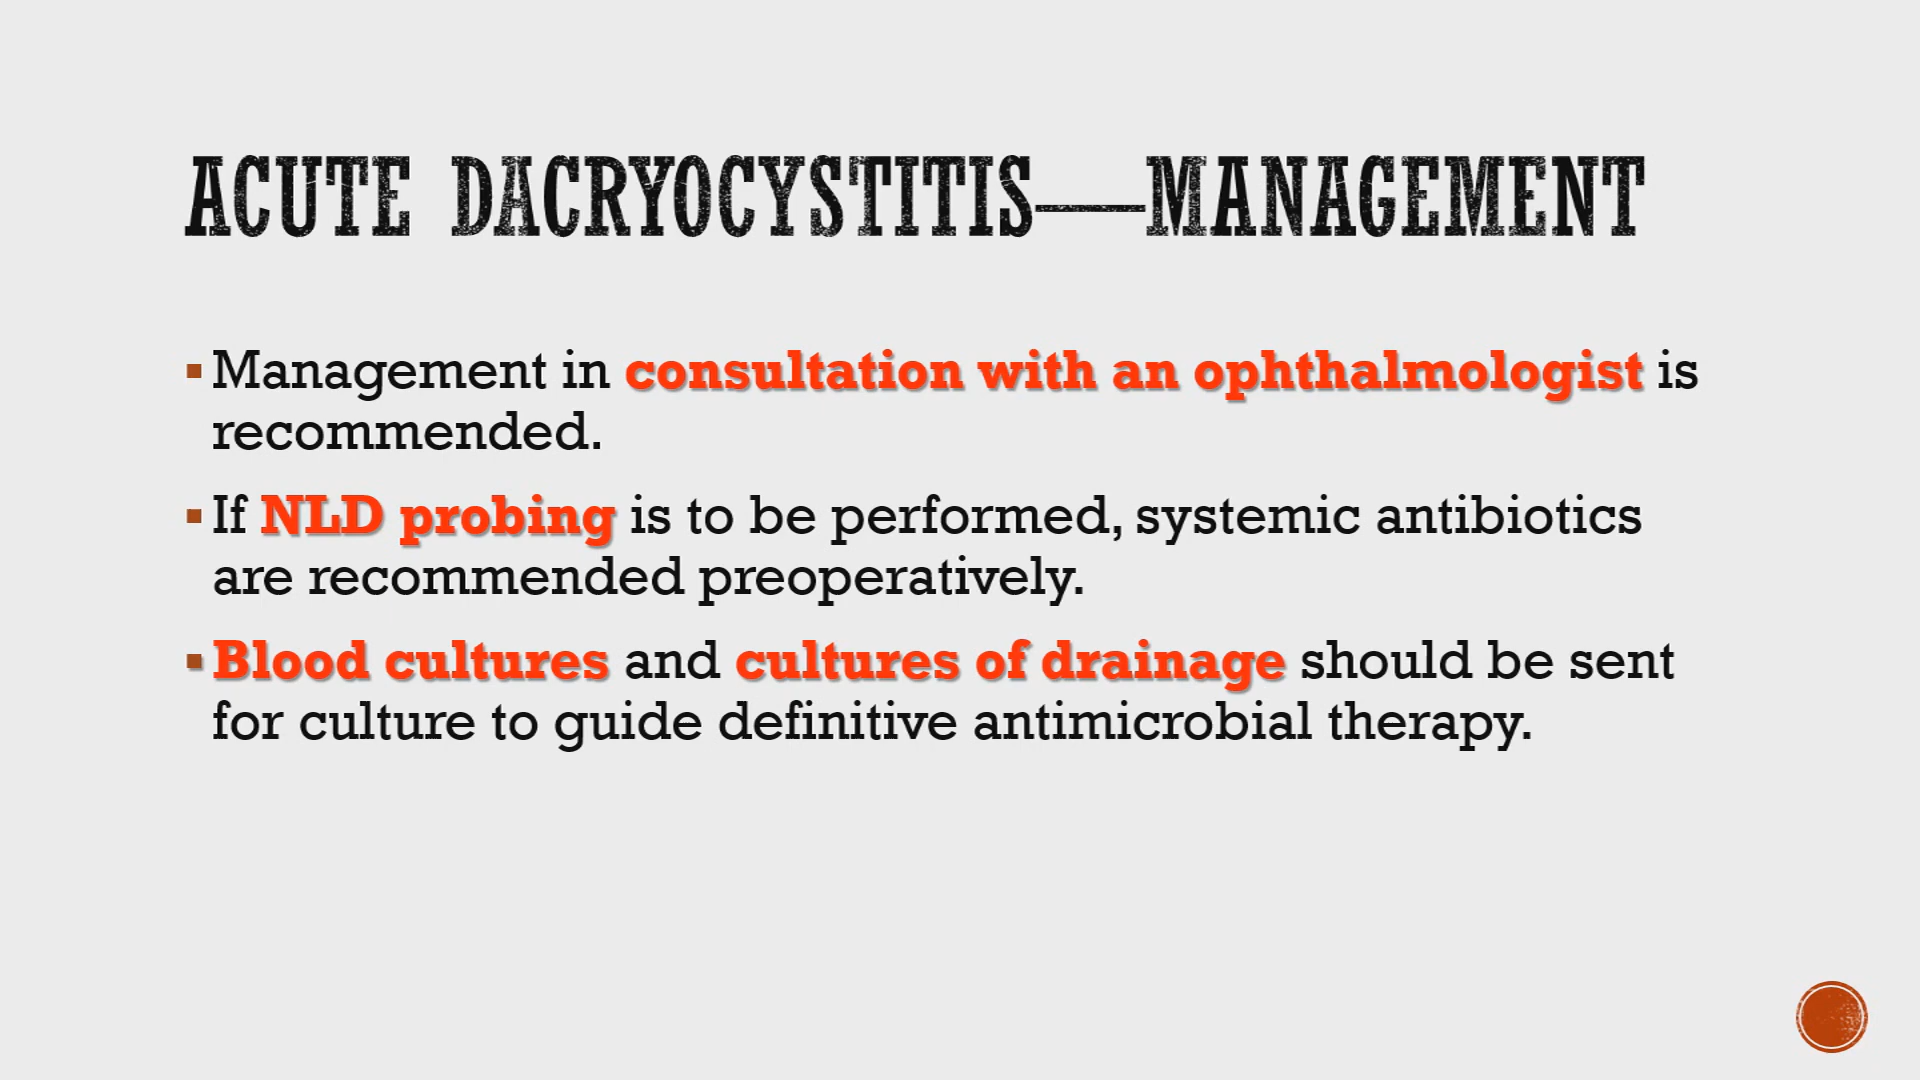 ACUTE DACRYOCYSTITIS—MANAGEMENT
▪ Management in consultation with an ophthalmologist is
recommended.
▪ If NLD probing is to be performed, systemic antibiotics
are recommended preoperatively.
▪ Blood cultures and cultures of drainage should be sent
for culture to guide definitive antimicrobial therapy.